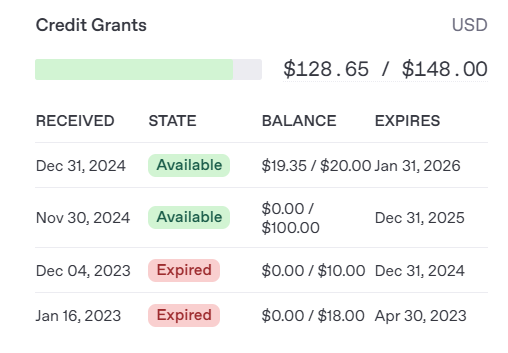 Credit Grants USD
$128.65 / $148.00
RECEIVED STATE BALANCE EXPIRES
Dec 31, 2024 Available $19.35 / $20.00 Jan 31, 2026
Nov 30, 2024 Available $0.00 / $100.00 Dec 31, 2025
Dec 04, 2023 Expired $0.00 / $10.00 Dec 31, 2024
Jan 16, 2023 Expired $0.00 / $18.00 Apr 30, 2023